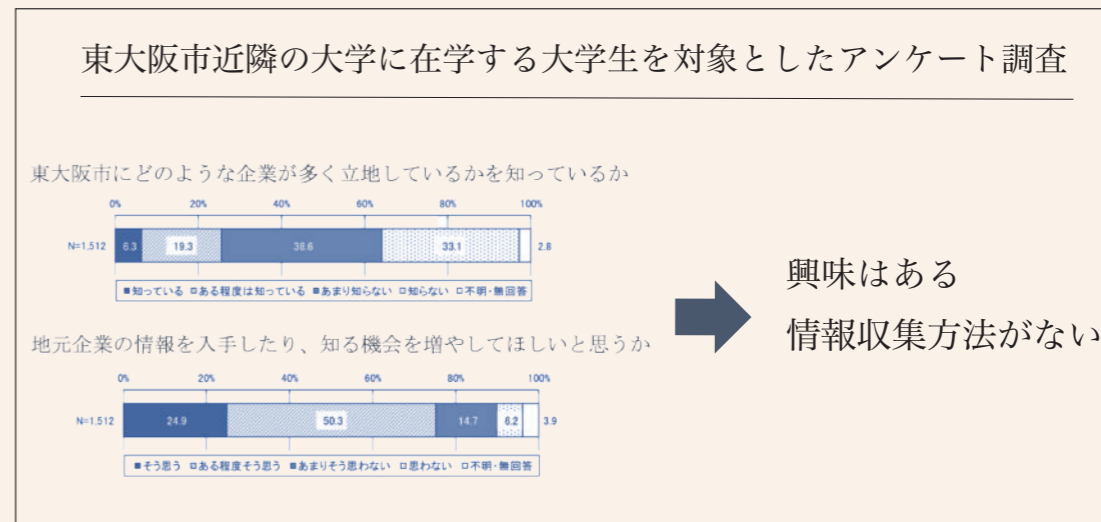 東大阪市近隣の大学に在学する大学生を対象としたアンケート調査
東大阪市にどのような企業が多く立地しているかを知っているか
0% 20% 40% 60% 80% 100%
N=1,512 6.3 19.3 38.6 33.1 2.8
■知っている □ある程度は知っている ■あまり知らない □知らない □不明・無回答
地元企業の情報を入手したり、知る機会を増やしてほしいと思うか
0% 20% 40% 60% 80% 100%
N=1,512 24.9 50.3 14.7 6.2 3.9
■そう思う □ある程度そう思う ■あまりそう思わない □思わない □不明・無回答
興味はある
情報収集方法がない